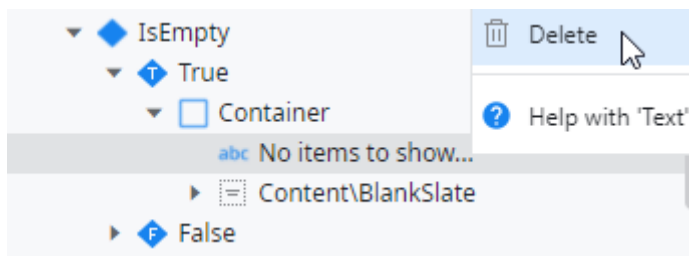 IsEmpty
Delete
T True
Container
? Help with 'Text'
abc No items to show...
Content\BlankSlate
F False